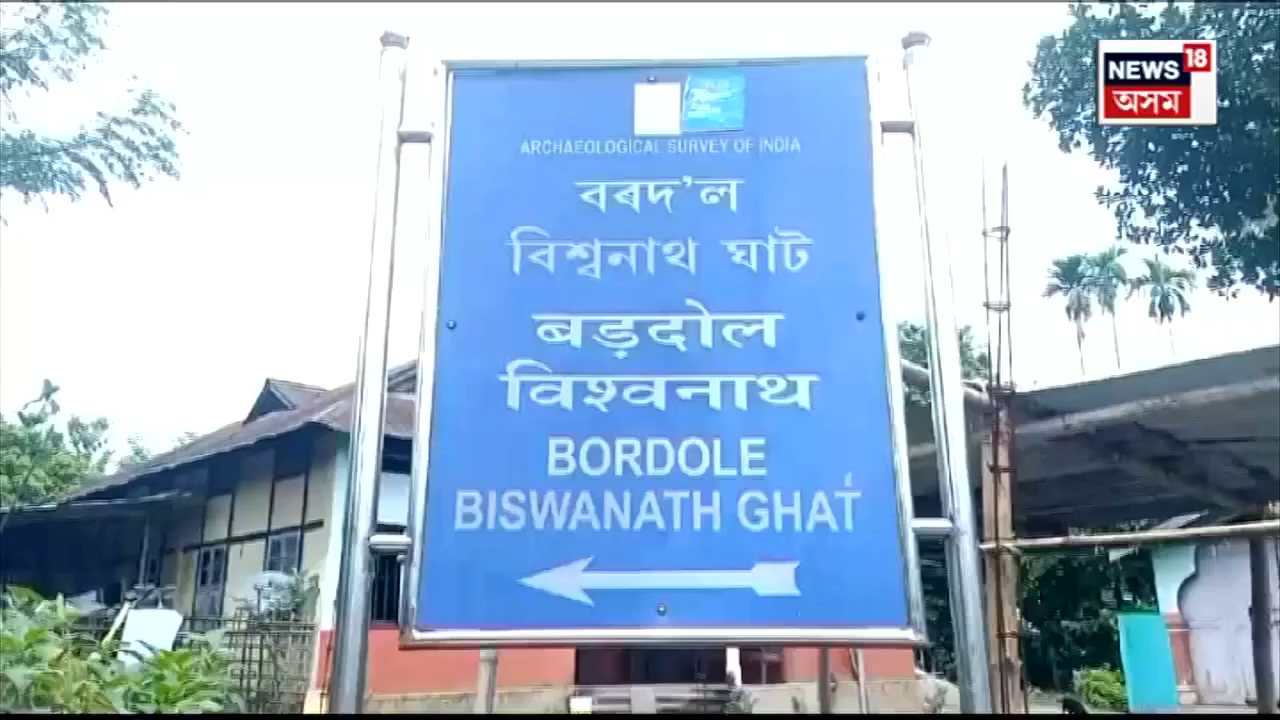 NEWS 18
অসম
ARCHAEOLOGICAL SURVEY OF INDIA
বৰদ'ল
বিশ্বনাথ ঘাট
बड़दोल
विश्वनाथ
BORDOLE
BISWANATH GHAT